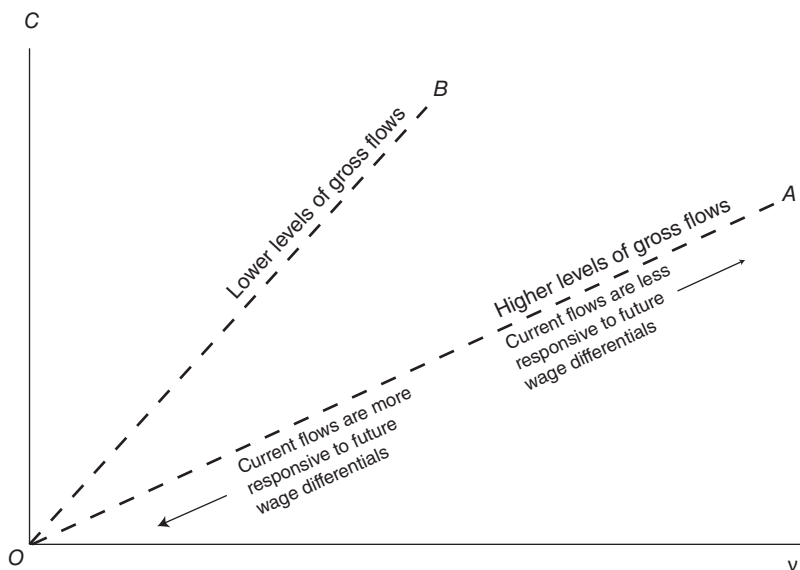 C
B
Lower levels of gross flows
A
Higher levels of gross flows
Current flows are less
responsive to future
wage differentials
Current flows are more
responsive to future
wage differentials
O
ν